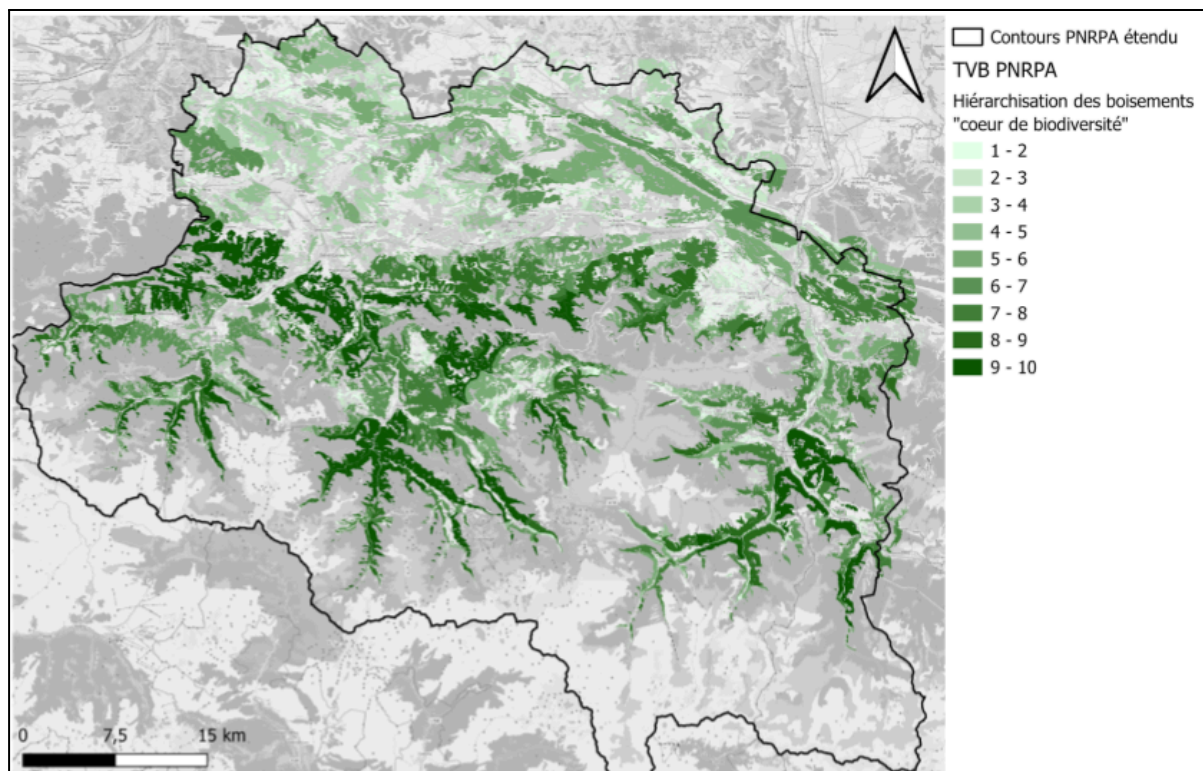 Contours PNRPA étendu
TVB PNRPA
Hiérarchisation des boisements
"coeur de biodiversité"
1 - 2
2 - 3
3 - 4
4 - 5
5 - 6
6 - 7
7 - 8
8 - 9
9 - 10
0 7,5 15 km